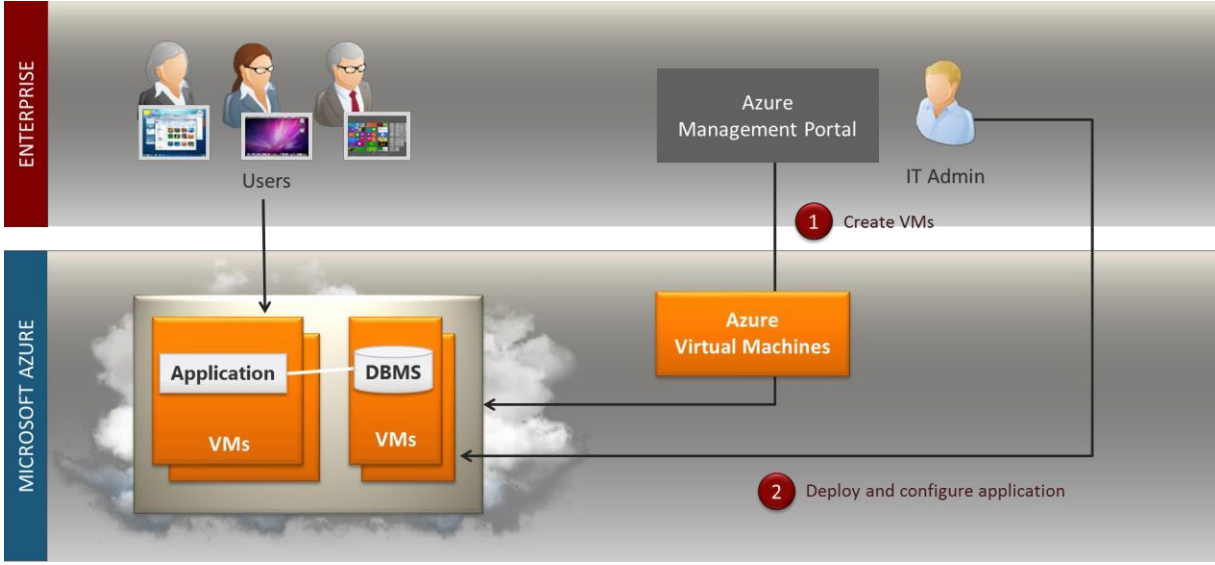 ENTERPRISE
Users
Azure
Management Portal
IT Admin
1 Create VMs
MICROSOFT AZURE
Application
DBMS
VMs
VMs
Azure
Virtual Machines
2 Deploy and configure application